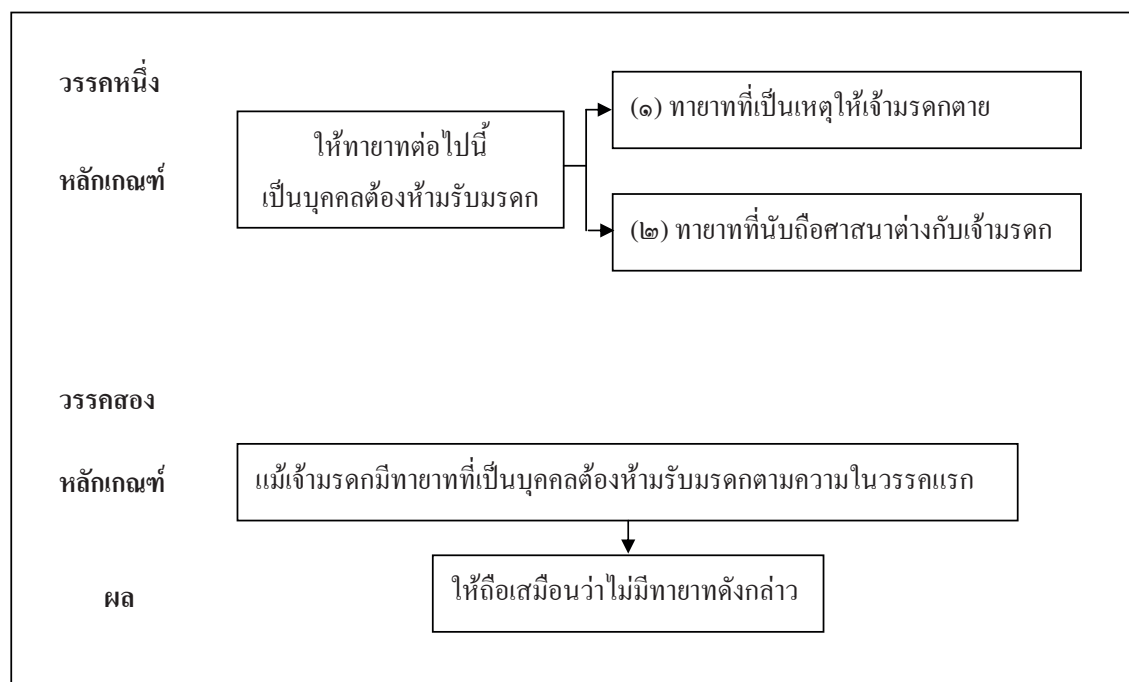 วรรคหนึ่ง
หลักเกณฑ์
ให้ทายาทต่อไปนี้
เป็นบุคคลต้องห้ามรับมรดก
(๑) ทายาทที่เป็นเหตุให้เจ้ามรดกตาย
(๒) ทายาทที่นับถือศาสนาต่างกับเจ้ามรดก
วรรคสอง
หลักเกณฑ์
แม้เจ้ามรดกมีทายาทที่เป็นบุคคลต้องห้ามรับมรดกตามความในวรรคแรก
ผล
ให้ถือเสมือนว่าไม่มีทายาทดังกล่าว